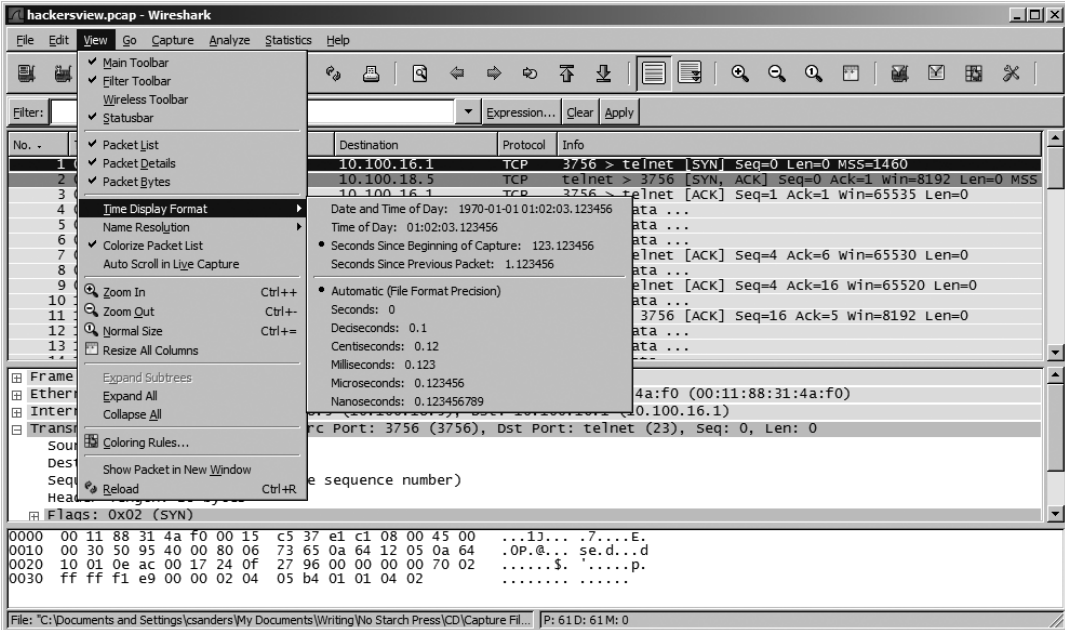 hackersview.pcap - Wireshark
File Edit View Go Capture Analyze Statistics Help
Main Toolbar
Filter Toolbar
Wireless Toolbar
Statusbar
Packet List
Packet Details
Packet Bytes
Time Display Format
Name Resolution
Colorize Packet List
Auto Scroll in Live Capture
Zoom In Ctrl++
Zoom Out Ctrl+-
Normal Size Ctrl+=
Resize All Columns
Expand Subtrees
Expand All
Collapse All
Coloring Rules...
Show Packet in New Window
Reload Ctrl+R
Filter: Expression... Clear Apply
No. - Destination Protocol Info
1 10.100.16.1 TCP 3756 > telnet [SYN] Seq=0 Len=0 MSS=1460
2 10.100.18.5 TCP telnet > 3756 [SYN, ACK] Seq=0 Ack=1 Win=8192 Len=0 MSS
3 10.100.16.1 TCP 3756 > telnet [ACK] Seq=1 Ack=1 Win=65535 Len=0
4 ata ...
5 ata ...
6 ata ...
7 elnet [ACK] Seq=4 Ack=6 Win=65530 Len=0
8 ata ...
9 elnet [ACK] Seq=4 Ack=16 Win=65520 Len=0
10 ata ...
11 3756 [ACK] Seq=16 Ack=5 Win=8192 Len=0
12 ata ...
13 ata ...
Date and Time of Day: 1970-01-01 01:02:03.123456
Time of Day: 01:02:03.123456
Seconds Since Beginning of Capture: 123.123456
Seconds Since Previous Packet: 1.123456
Automatic (File Format Precision)
Seconds: 0
Deciseconds: 0.1
Centiseconds: 0.12
Milliseconds: 0.123
Microseconds: 0.123456
Nanoseconds: 0.123456789
Frame
Ethern 4a:f0 (00:11:88:31:4a:f0)
Intern (10.100.16.1)
Transm rc Port: 3756 (3756), Dst Port: telnet (23), Seq: 0, Len: 0
Sour
Dest
Sequ e sequence number)
Flags: 0x02 (SYN)
0000 00 11 88 31 4a f0 00 15 c5 37 e1 c1 08 00 45 00 ...1J... .7....E.
0010 00 30 50 95 40 00 80 06 73 65 0a 64 12 05 0a 64 .0P.@... se.d...d
0020 10 01 0e ac 00 17 24 0f 27 96 00 00 00 00 70 02 ......$. '.....p.
0030 ff ff f1 e9 00 00 02 04 05 b4 01 01 04 02 ........ ......
File: "C:\Documents and Settings\csanders\My Documents\Writing\No Starch Press\CD\Capture Fil... P: 61 D: 61 M: 0